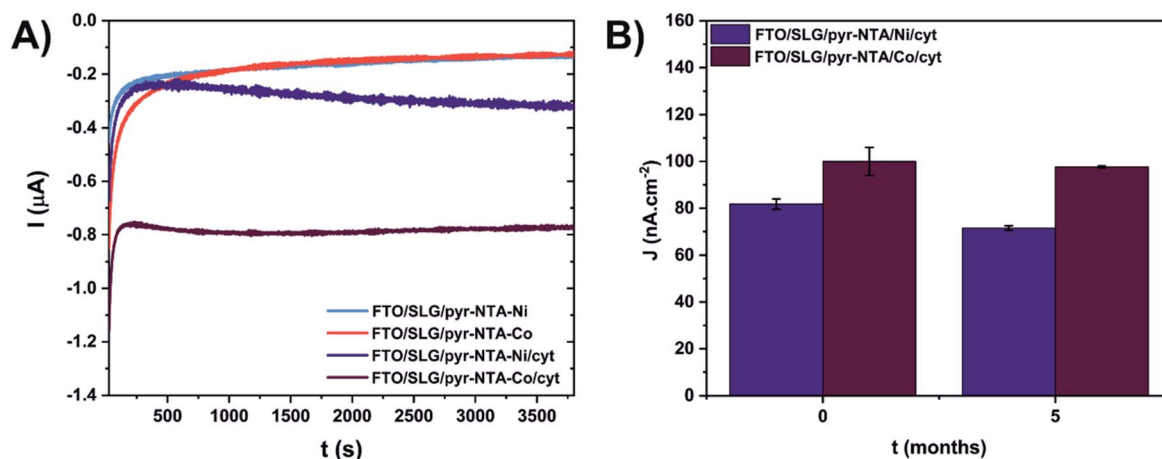 A)
0.0
-0.2
-0.4
-0.6
-0.8
-1.0
-1.2
-1.4
I (μA)
FTO/SLG/pyr-NTA-Ni
FTO/SLG/pyr-NTA-Co
FTO/SLG/pyr-NTA-Ni/cyt
FTO/SLG/pyr-NTA-Co/cyt
500 1000 1500 2000 2500 3000 3500
t (s)
B)
160
140
120
100
80
60
40
20
0
J (nA.cm-2)
FTO/SLG/pyr-NTA/Ni/cyt
FTO/SLG/pyr-NTA/Co/cyt
0 5
t (months)